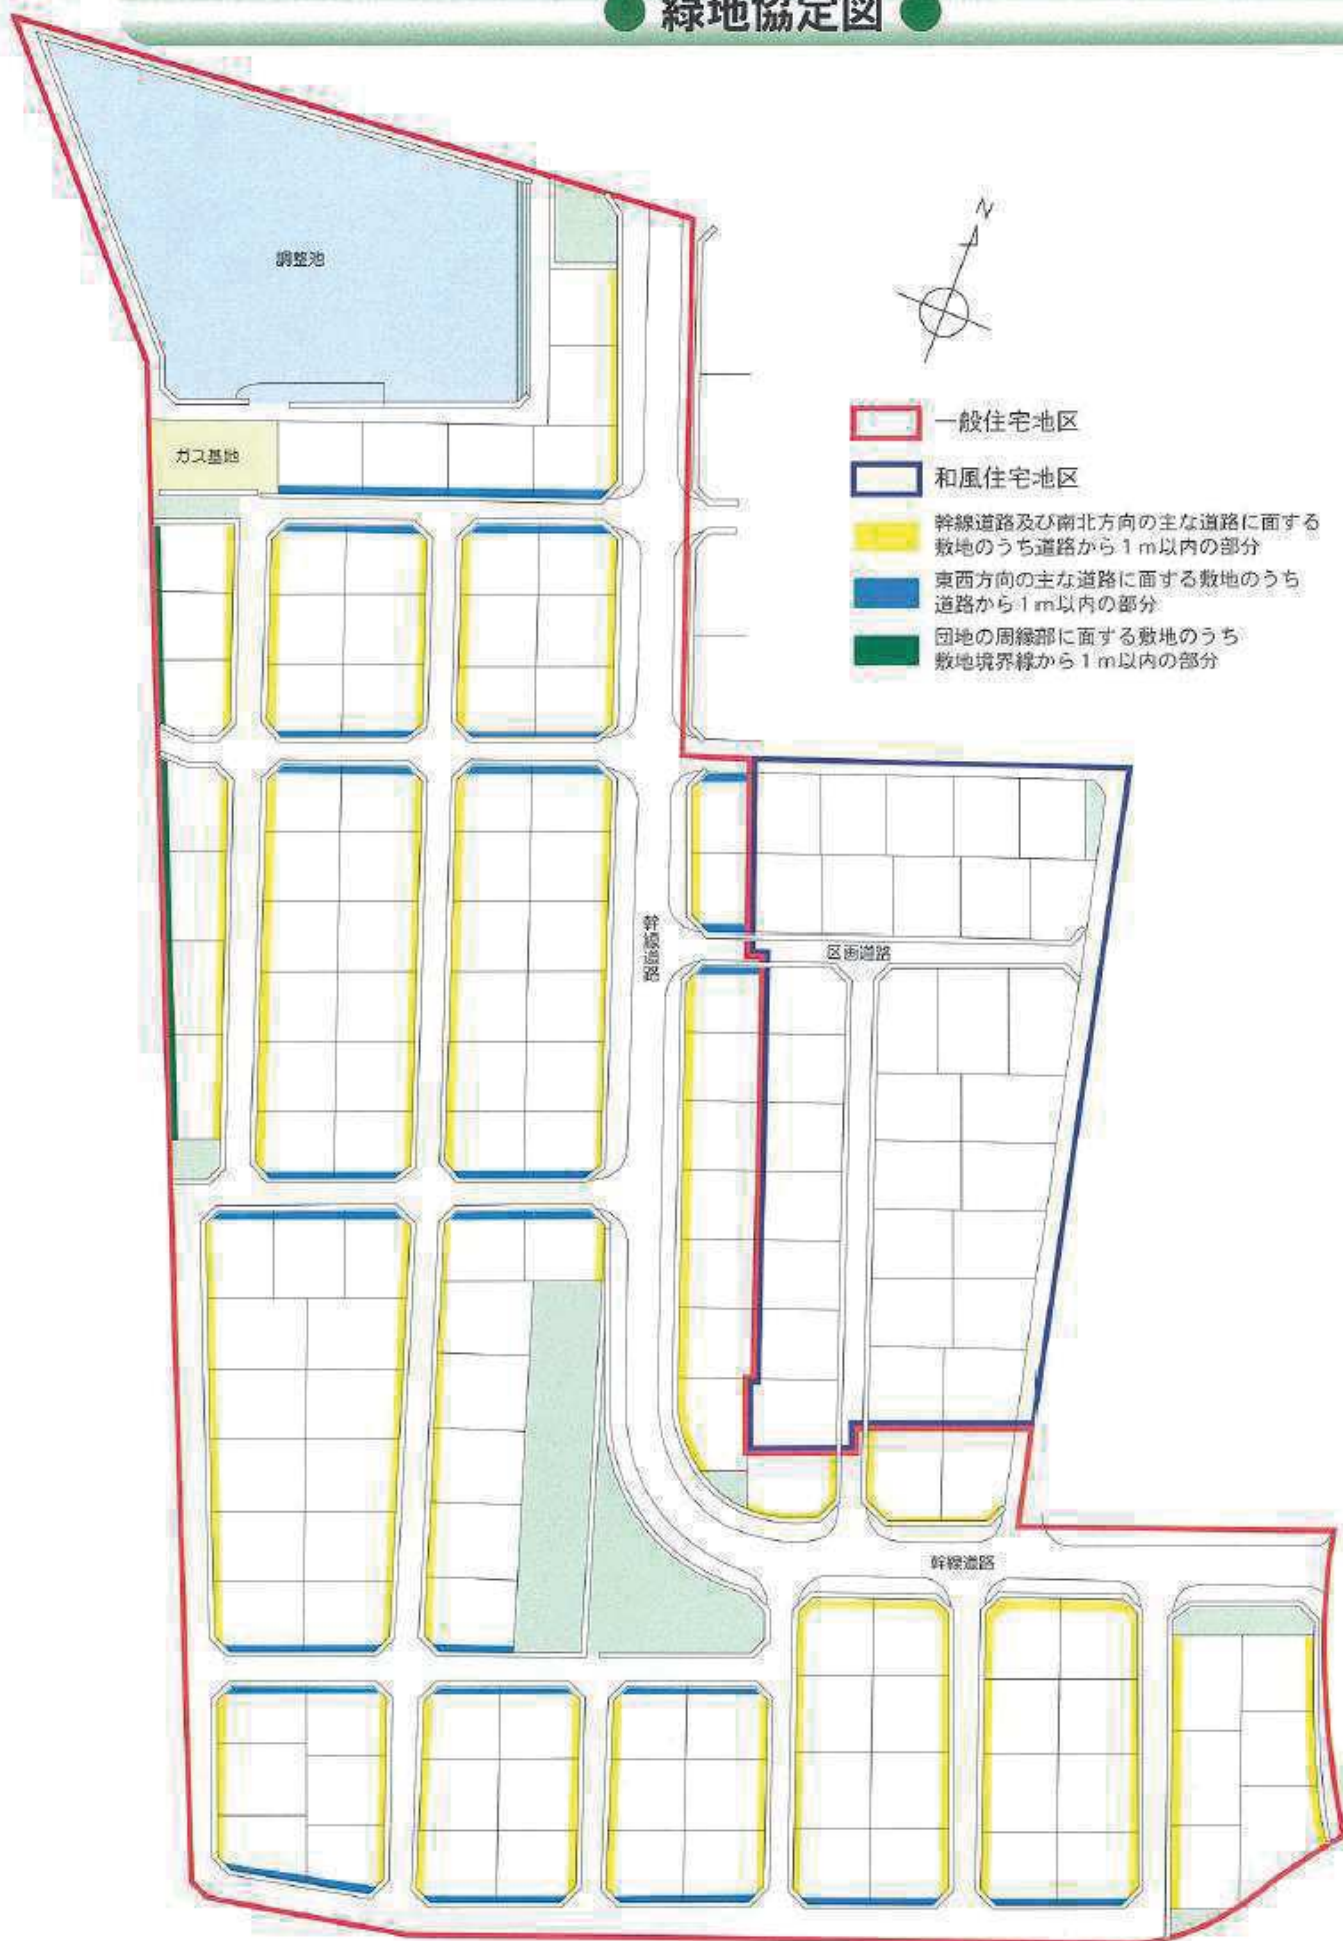 ● 緑地協定図 ●
調整池
N
一般住宅地区
ガス基地
和風住宅地区
幹線道路及び南北方向の主な道路に面する
敷地のうち道路から1m以内の部分
東西方向の主な道路に面する敷地のうち
道路から1m以内の部分
団地の周縁部に面する敷地のうち
敷地境界線から1m以内の部分
幹線道路
区画道路
幹線道路